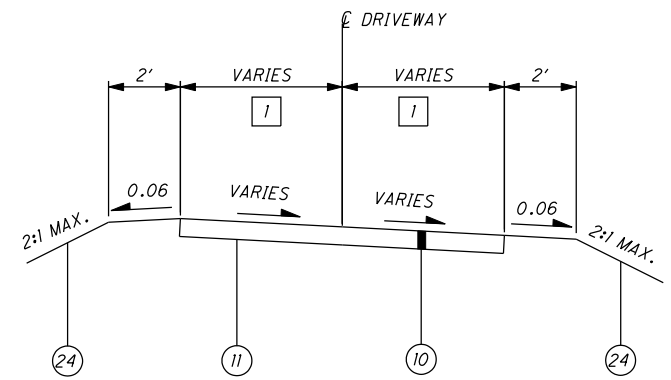 ℄ DRIVEWAY
2' VARIES VARIES 2'
1 1
0.06 VARIES VARIES 0.06
2:1 MAX. 2:1 MAX.
24 11 10 24